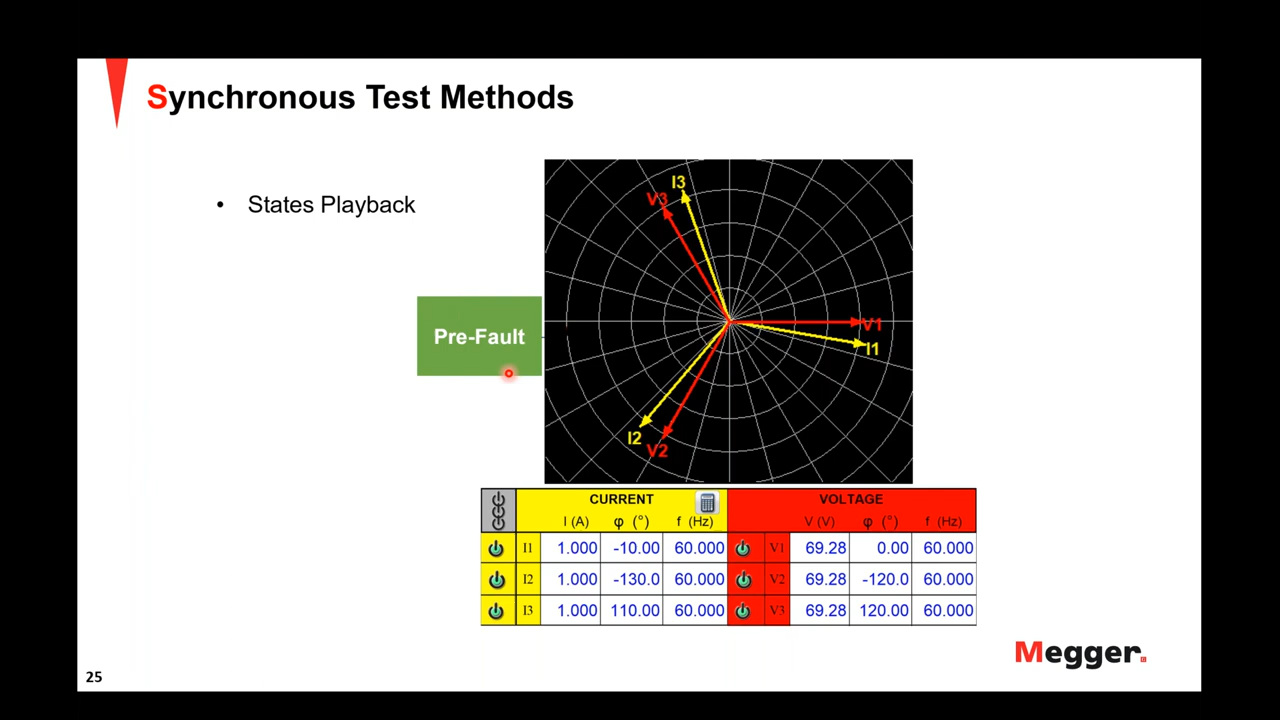 Synchronous Test Methods
• States Playback
I3
V3
V1
I1
I2
V2
Pre-Fault
CURRENT VOLTAGE
I (A) φ (°) f (Hz) V (V) φ (°) f (Hz)
I1 1.000 -10.00 60.000 V1 69.28 0.00 60.000
I2 1.000 -130.0 60.000 V2 69.28 -120.0 60.000
I3 1.000 110.00 60.000 V3 69.28 120.00 60.000
Megger.
25